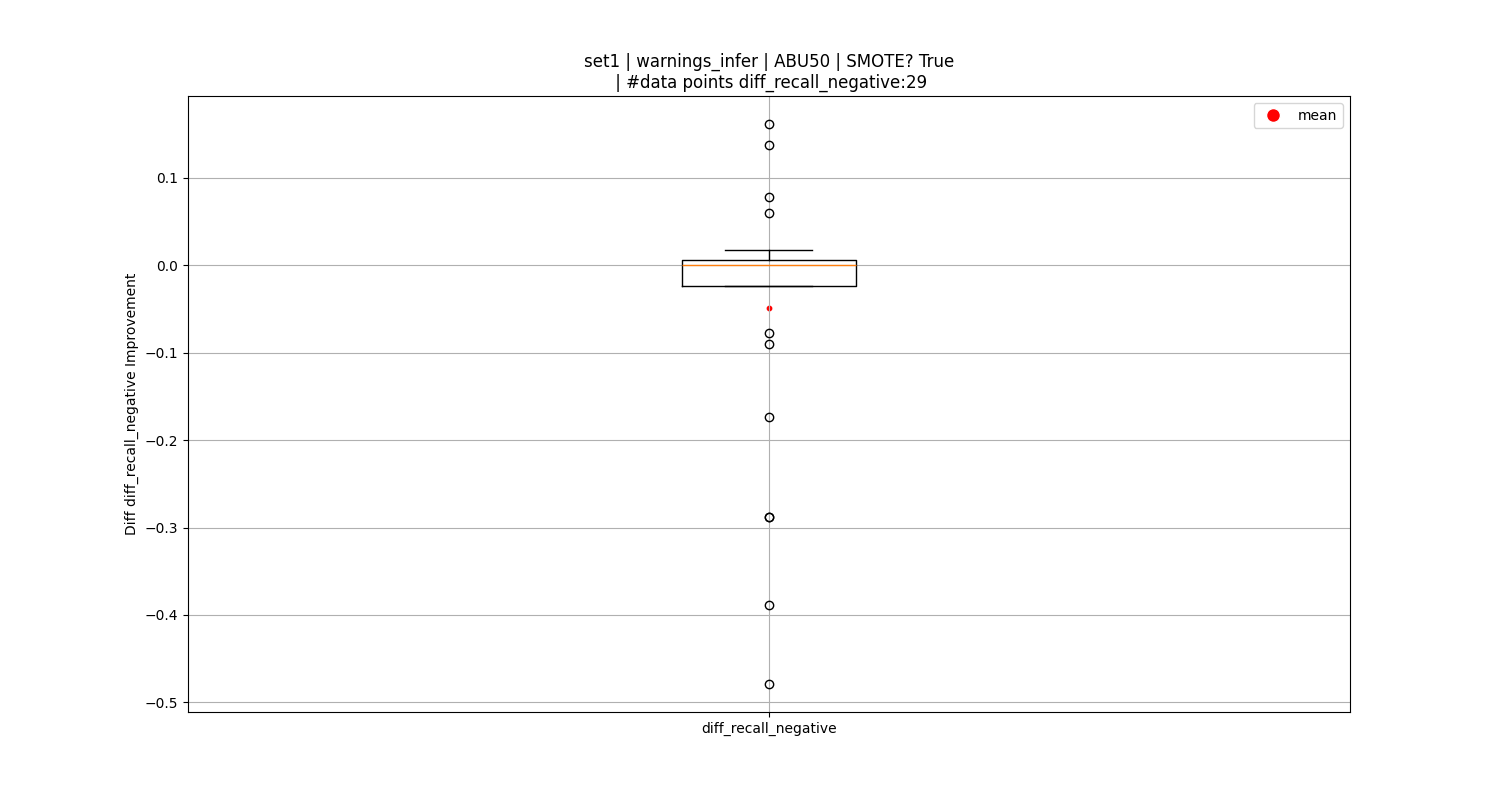 set1 | warnings_infer | ABU50 | SMOTE? True
| #data points diff_recall_negative:29
mean
0.1
0.0
−0.1
−0.2
−0.3
−0.4
−0.5
Diff diff_recall_negative Improvement
diff_recall_negative